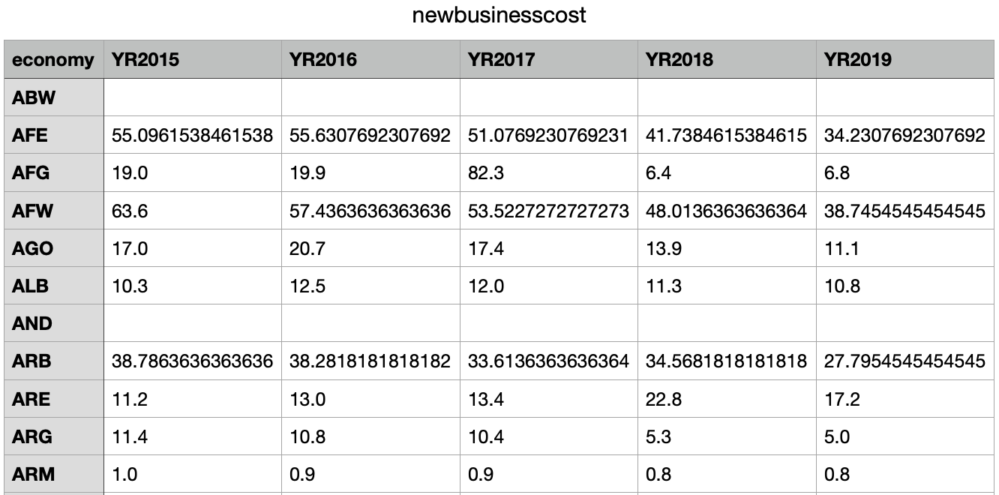 newbusinesscost
economy YR2015 YR2016 YR2017 YR2018 YR2019
ABW
AFE 55.0961538461538 55.6307692307692 51.0769230769231 41.7384615384615 34.2307692307692
AFG 19.0 19.9 82.3 6.4 6.8
AFW 63.6 57.4363636363636 53.5227272727273 48.0136363636364 38.7454545454545
AGO 17.0 20.7 17.4 13.9 11.1
ALB 10.3 12.5 12.0 11.3 10.8
AND
ARB 38.7863636363636 38.2818181818182 33.6136363636364 34.5681818181818 27.7954545454545
ARE 11.2 13.0 13.4 22.8 17.2
ARG 11.4 10.8 10.4 5.3 5.0
ARM 1.0 0.9 0.9 0.8 0.8